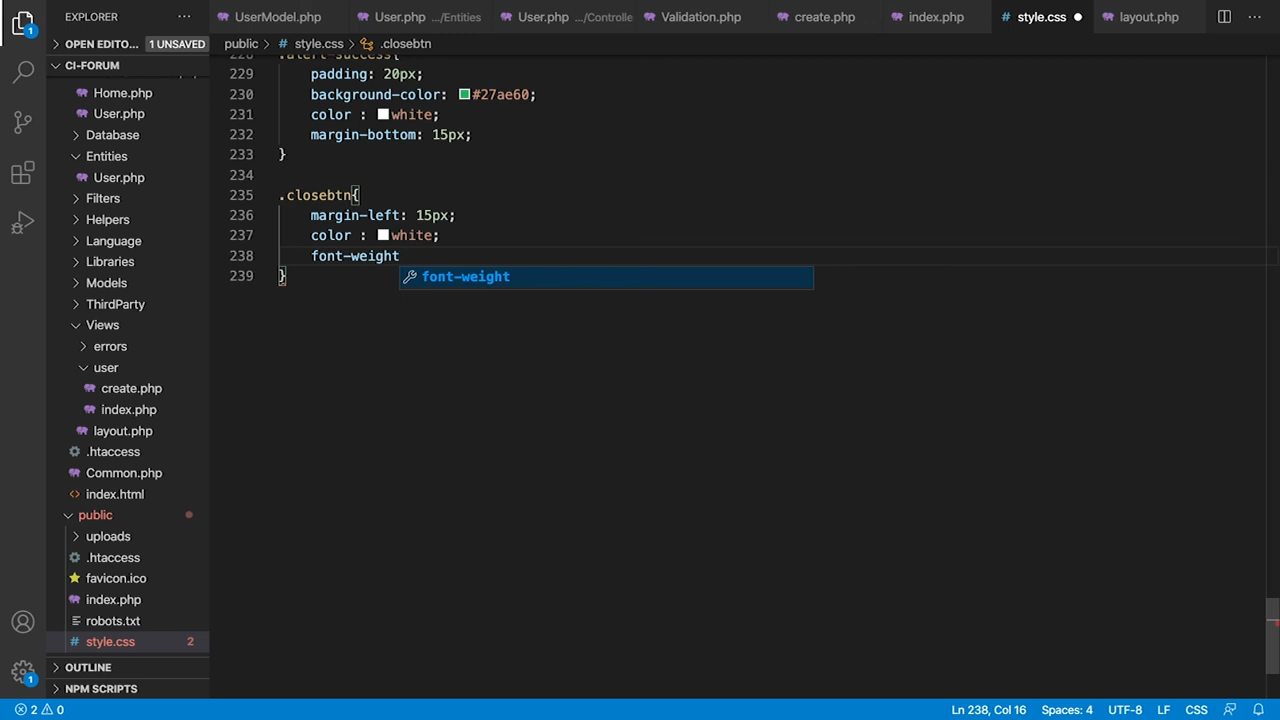 EXPLORER
UserModel.php
User.php .../Entities
User.php .../Controlle
Validation.php
create.php
index.php
style.css
layout.php
OPEN EDITO... 1 UNSAVED
public > # style.css > .closebtn
CI-FORUM
Home.php
User.php
Database
Entities
User.php
Filters
Helpers
Language
Libraries
Models
ThirdParty
Views
errors
user
create.php
index.php
layout.php
.htaccess
Common.php
index.html
public
uploads
.htaccess
favicon.ico
index.php
robots.txt
style.css 2
OUTLINE
NPM SCRIPTS
228 .alert-success{
229 padding: 20px;
230 background-color: #27ae60;
231 color : white;
232 margin-bottom: 15px;
233 }
234
235 .closebtn{
236 margin-left: 15px;
237 color : white;
238 font-weight
239 }
font-weight
1
1
2 0
Ln 238, Col 16
Spaces: 4
UTF-8
LF
CSS